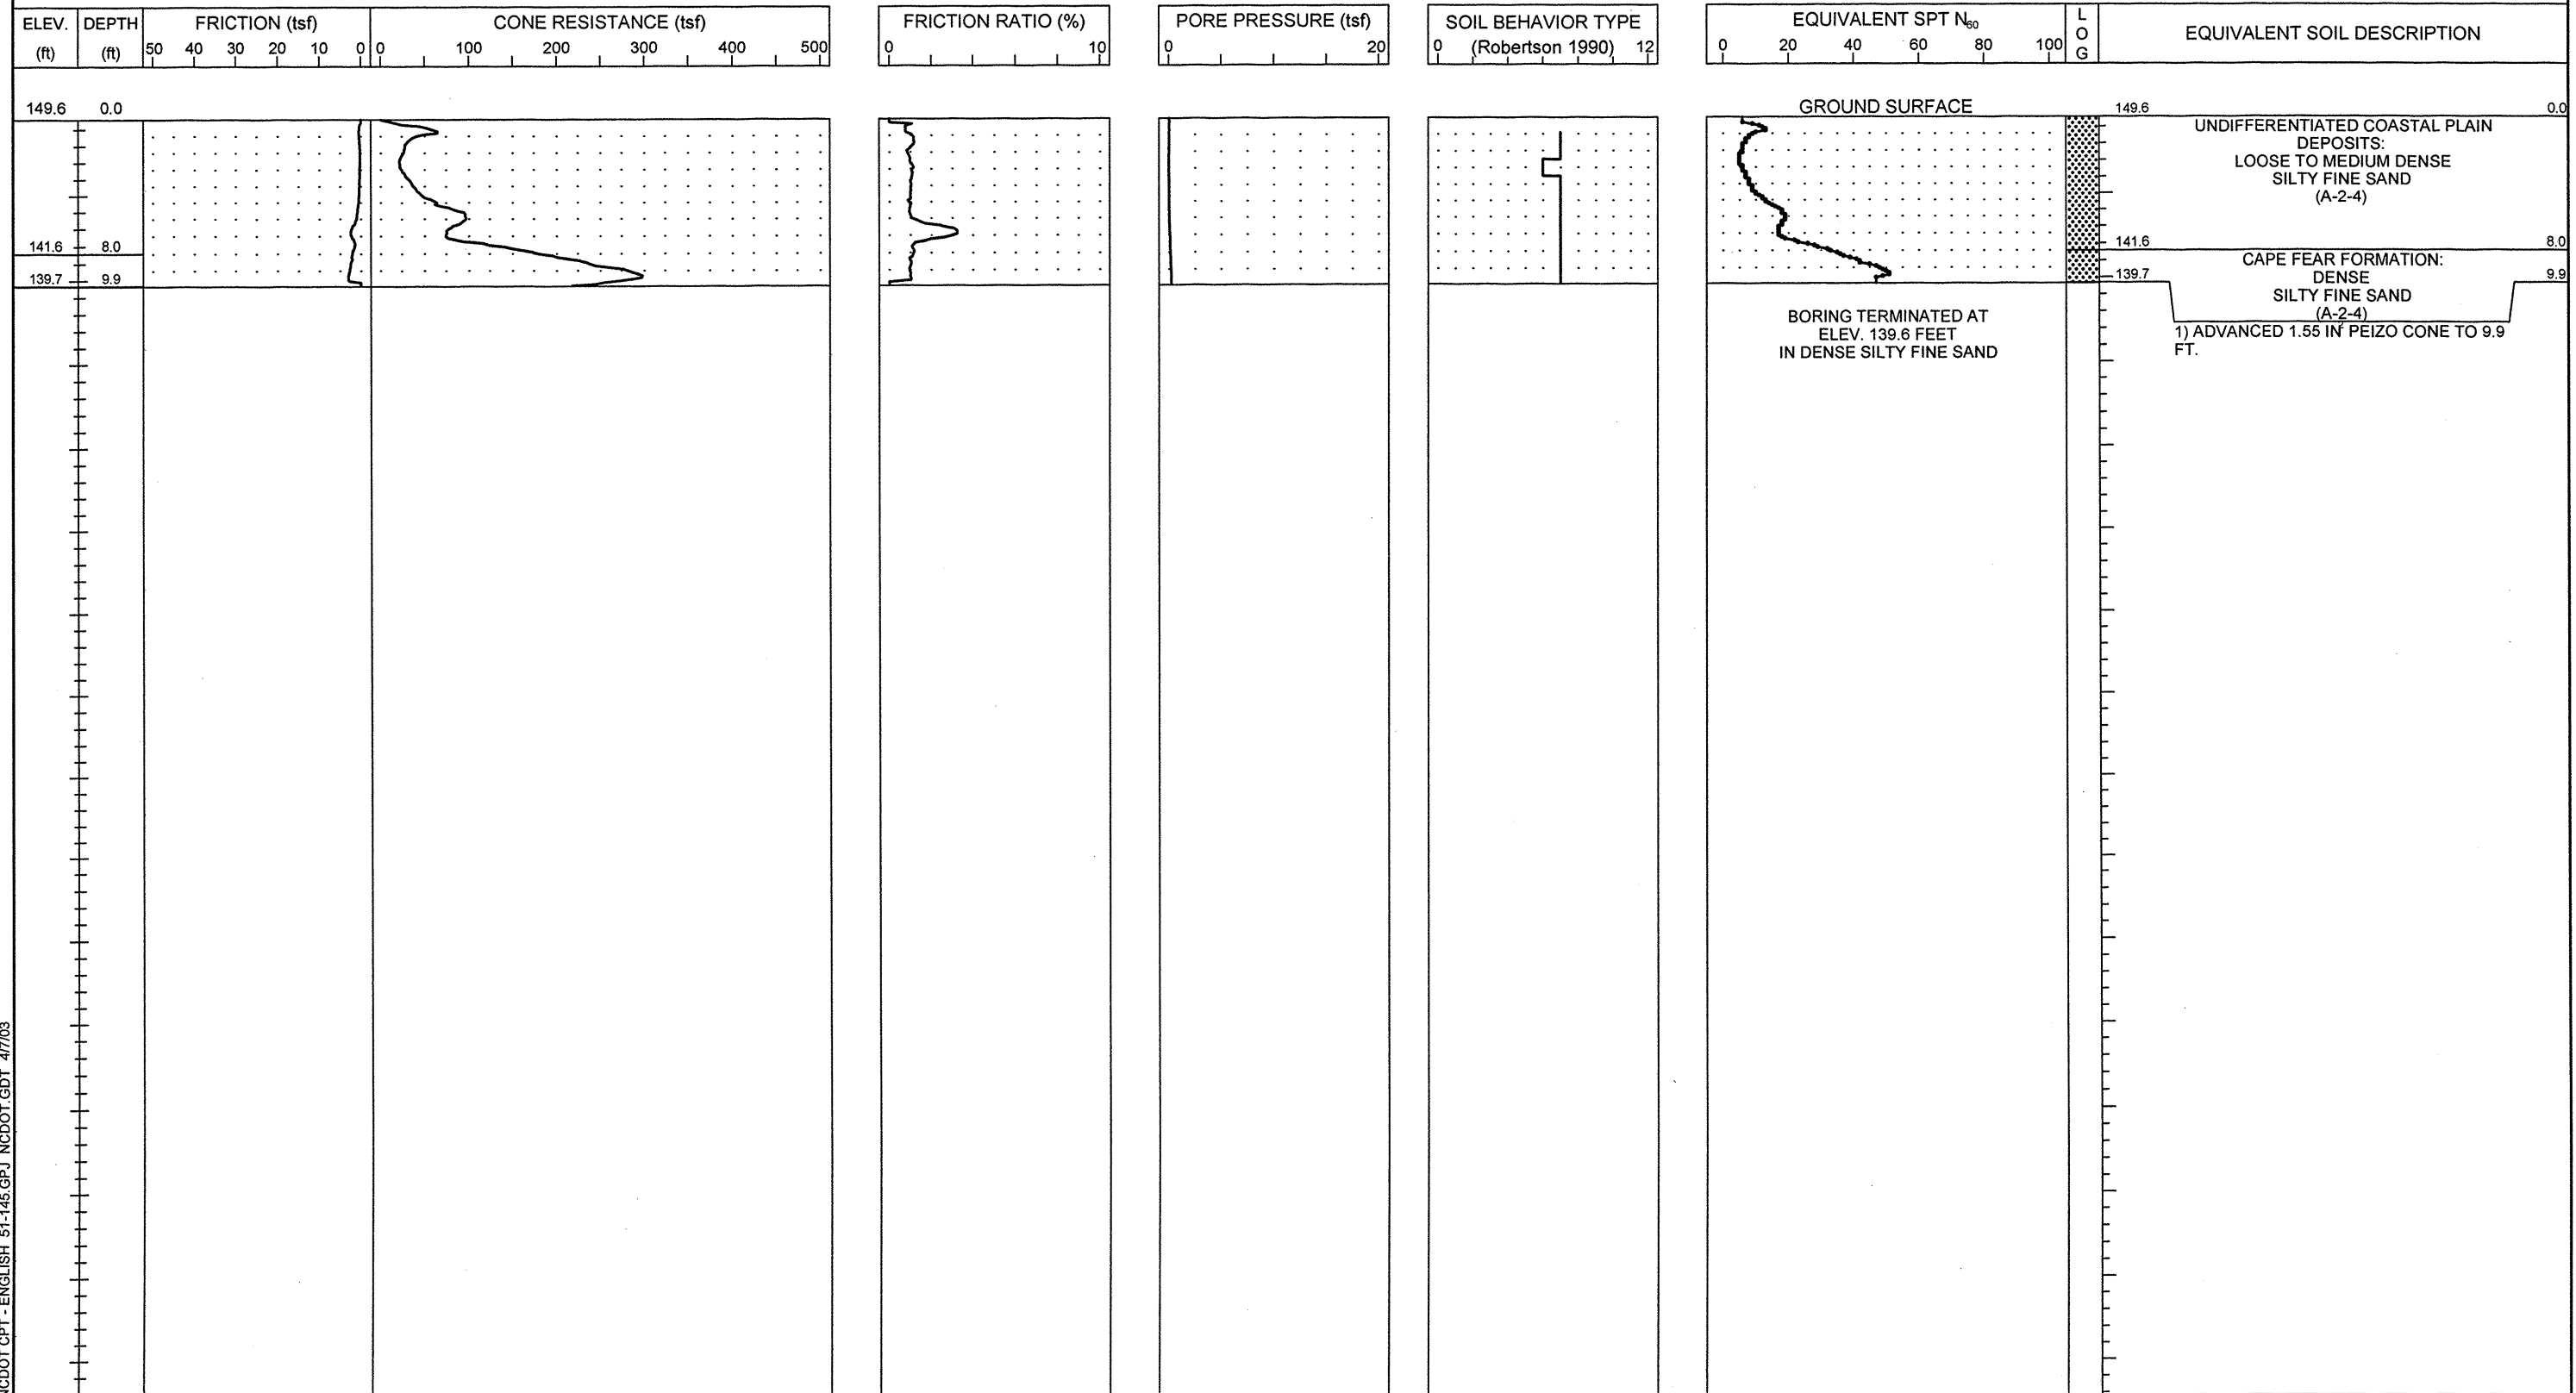 ELEV.
(ft)
DEPTH
(ft)
FRICTION (tsf)
50 40 30 20 10 0
CONE RESISTANCE (tsf)
0 100 200 300 400 500
FRICTION RATIO (%)
0 10
PORE PRESSURE (tsf)
0 20
SOIL BEHAVIOR TYPE
(Robertson 1990)
0 12
EQUIVALENT SPT N60
0 20 40 60 80 100
L
O
G
EQUIVALENT SOIL DESCRIPTION
149.6 0.0
141.6 8.0
139.7 9.9
GROUND SURFACE
BORING TERMINATED AT
ELEV. 139.6 FEET
IN DENSE SILTY FINE SAND
149.6 0.0
UNDIFFERENTIATED COASTAL PLAIN
DEPOSITS:
LOOSE TO MEDIUM DENSE
SILTY FINE SAND
(A-2-4)
141.6 8.0
CAPE FEAR FORMATION:
139.7 DENSE 9.9
SILTY FINE SAND
(A-2-4)
1) ADVANCED 1.55 IN² PEIZO CONE TO 9.9
FT.
NCDOT CPT - ENGLISH 51-145.GPJ NCDOT.GDT 4/7/03